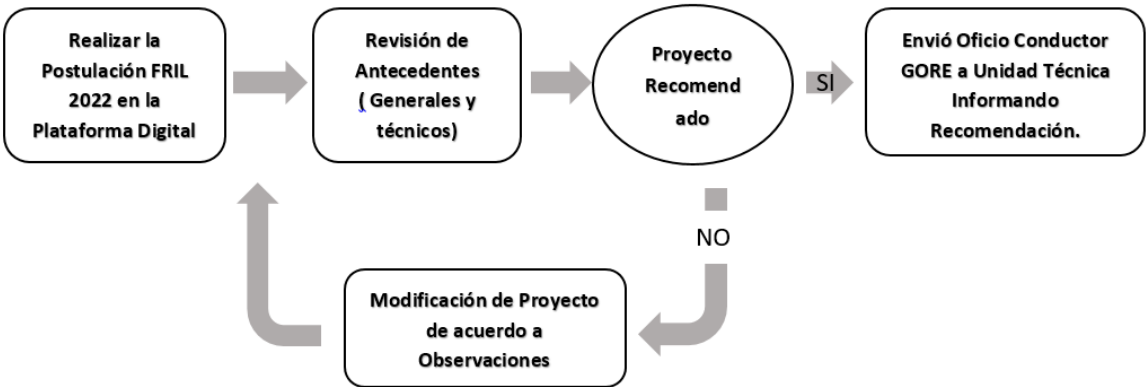 Realizar la
Postulación FRIL
2022 en la
Plataforma Digital
Revisión de
Antecedentes
( Generales y
técnicos)
Proyecto
Recomend
ado
SI
Envió Oficio Conductor
GORE a Unidad Técnica
Informando
Recomendación.
NO
Modificación de Proyecto
de acuerdo a
Observaciones